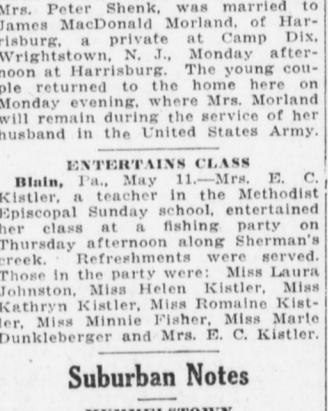 Mrs. Peter Shenk, was married to
James MacDonald Morland, of Har-
risburg, a private at Camp Dix,
Wrightstown, N. J., Monday after-
noon at Harrisburg. The young cou-
ple returned to the home here on
Monday evening, where Mrs. Morland
will remain during the service of her
husband in the United States Army.
ENTERTAINS CLASS
Blain, Pa., May 11.—Mrs. E. C.
Kistler, a teacher in the Methodist
Episcopal Sunday school, entertained
her class at a fishing party on
Thursday afternoon along Sherman's
creek. Refreshments were served.
Those in the party were: Miss Laura
Johnston, Miss Helen Kistler, Miss
Kathryn Kistler, Miss Romaine Kist-
ler, Miss Minnie Fisher, Miss Marie
Dunkleberger and Mrs. E. C. Kistler.
Suburban Notes